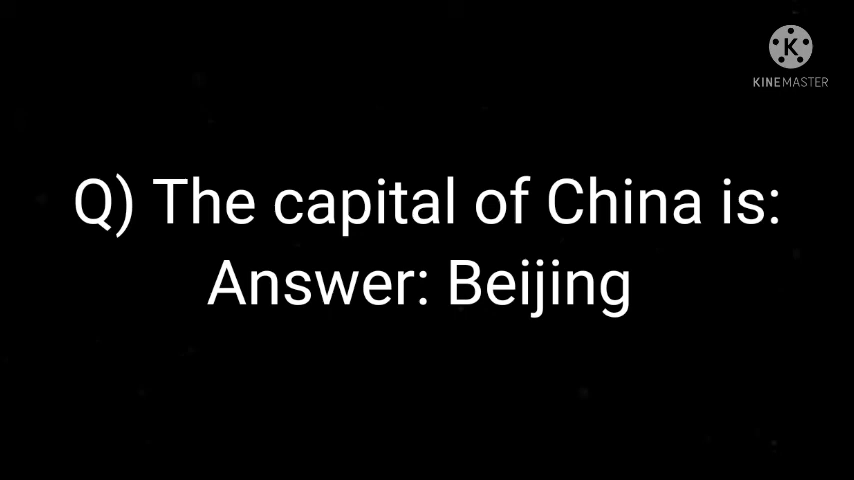 K
KINEMASTER
Q) The capital of China is:
Answer: Beijing